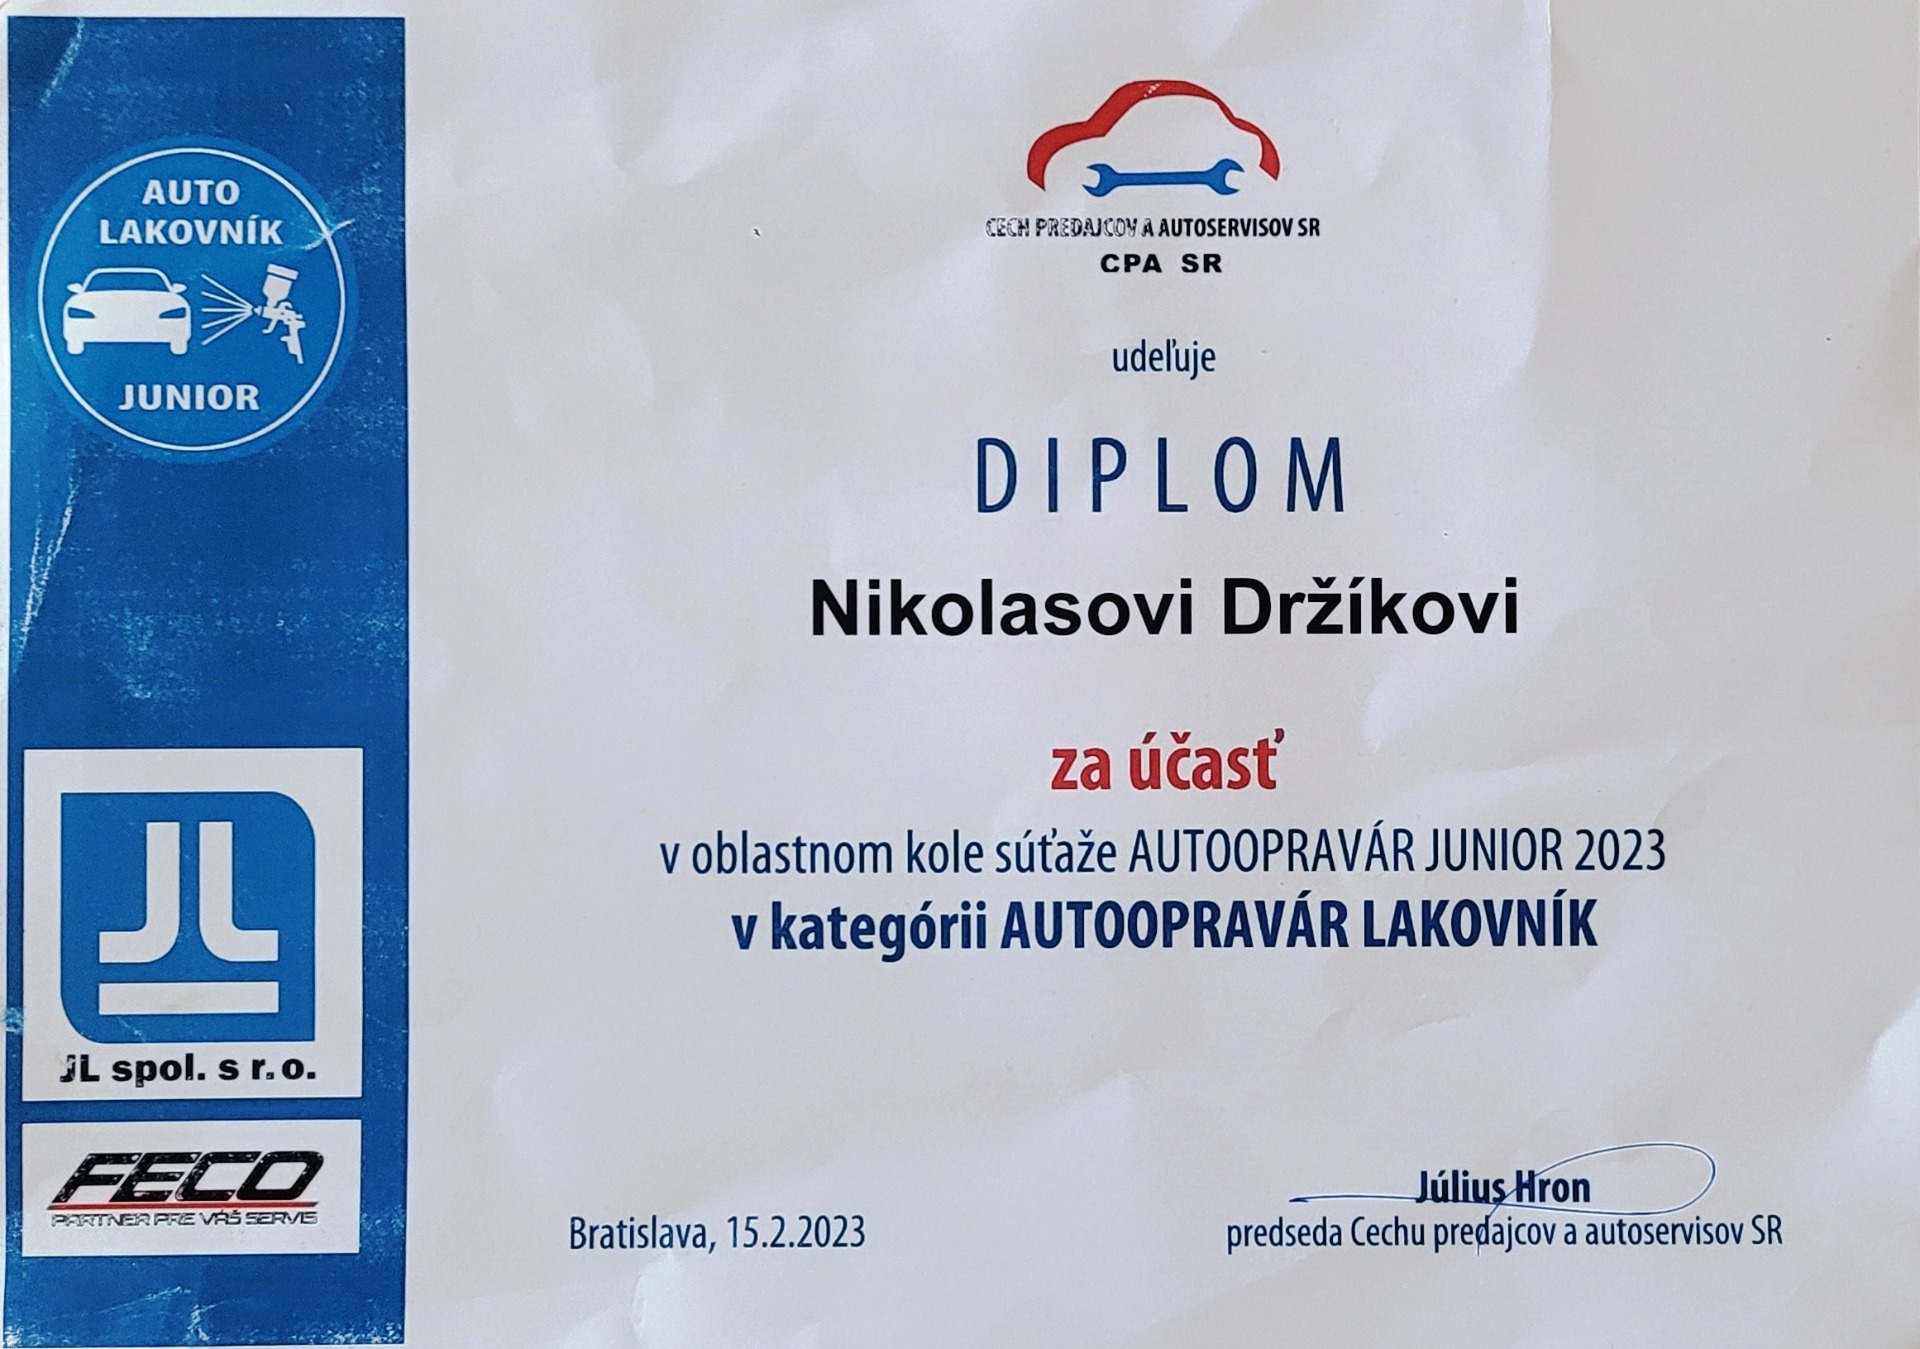 AUTO
LAKOVNÍK
JUNIOR
JL
JL spol. s r.o.
FECO
PARTNER PRE VÁŠ SERVIS
CECH PREDAJCOV A AUTOSERVISOV SR
CPA SR
udeľuje
DIPLOM
Nikolasovi Držíkovi
za účasť
v oblastnom kole súťaže AUTOOPRAVÁR JUNIOR 2023
v kategórii AUTOOPRAVÁR LAKOVNÍK
Bratislava, 15.2.2023
Július Hron
predseda Cechu predajcov a autoservisov SR